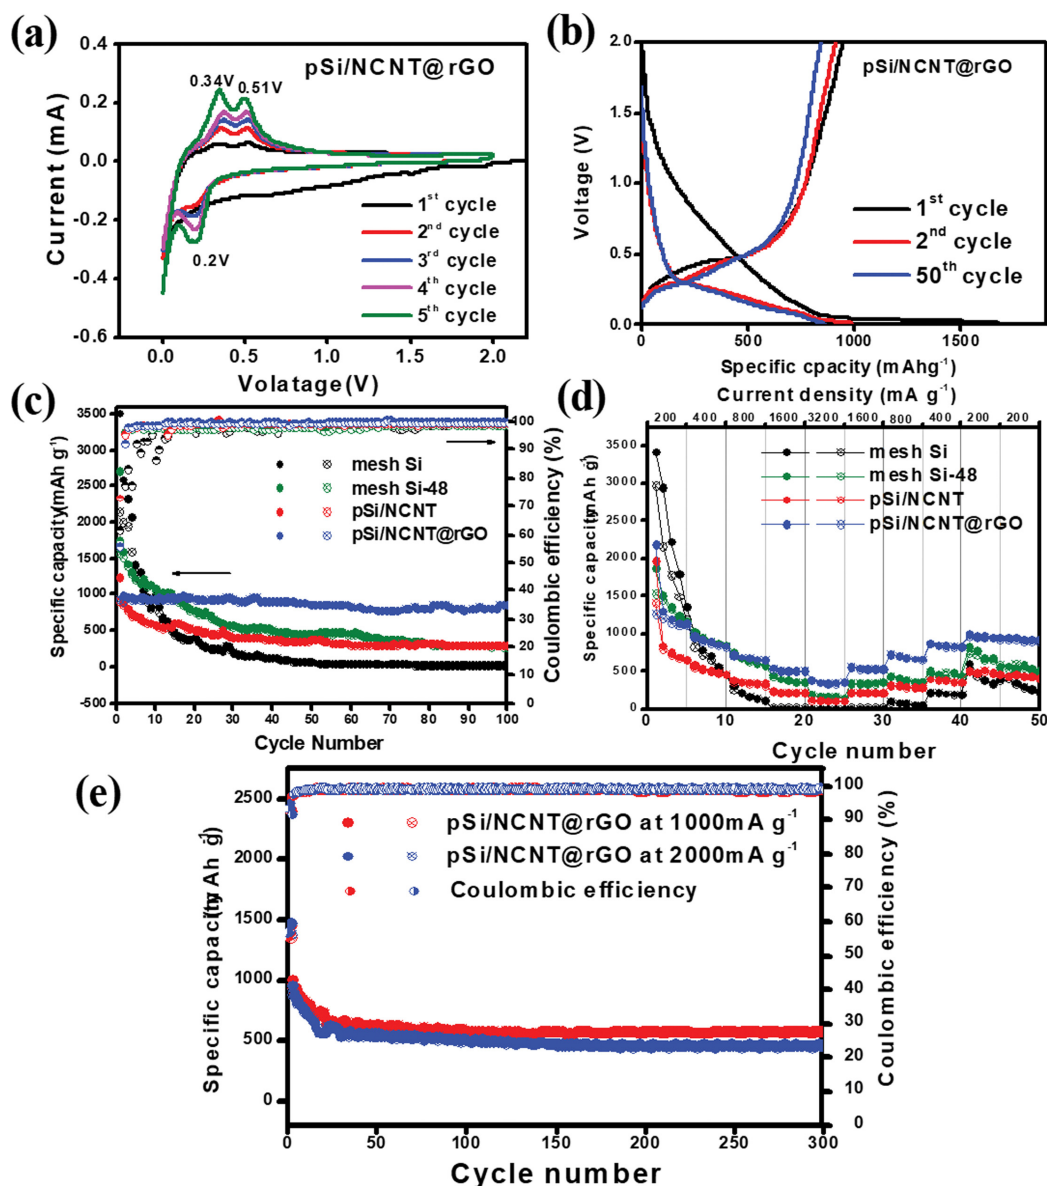 (a)
pSi/NCNT@rGO
0.34V
0.51V
0.2V
1st cycle
2nd cycle
3rd cycle
4th cycle
5th cycle
0.4
0.2
0.0
-0.2
-0.4
-0.6
Current (mA)
0.0 0.5 1.0 1.5 2.0
Volatage(V)
(b)
pSi/NCNT@rGO
1st cycle
2nd cycle
50th cycle
2.0
1.5
1.0
0.5
0.0
Voltage (V)
0 500 1000 1500
Specific cpacity (mAhg-1)
(c)
mesh Si
mesh Si-48
pSi/NCNT
pSi/NCNT@rGO
3500
3000
2500
2000
1500
1000
500
0
-500
Specific capacity(mAh g-1)
100
90
80
70
60
50
40
30
20
10
0
Coulombic efficiency (%)
0 10 20 30 40 50 60 70 80 90 100
Cycle Number
(d)
Current density (mA g-1)
200 400 800 1600 3200 1600 800 400 200 200
mesh Si
mesh Si-48
pSi/NCNT
pSi/NCNT@rGO
3500
3000
2500
2000
1500
1000
500
0
Specific capacity(mAh g-1)
0 10 20 30 40 50
Cycle number
(e)
pSi/NCNT@rGO at 1000mA g-1
pSi/NCNT@rGO at 2000mA g-1
Coulombic efficiency
2500
2000
1500
1000
500
0
Specific capacity(mAh g-1)
100
90
80
70
60
50
40
30
20
10
0
Coulombic efficiency (%)
0 50 100 150 200 250 300
Cycle number